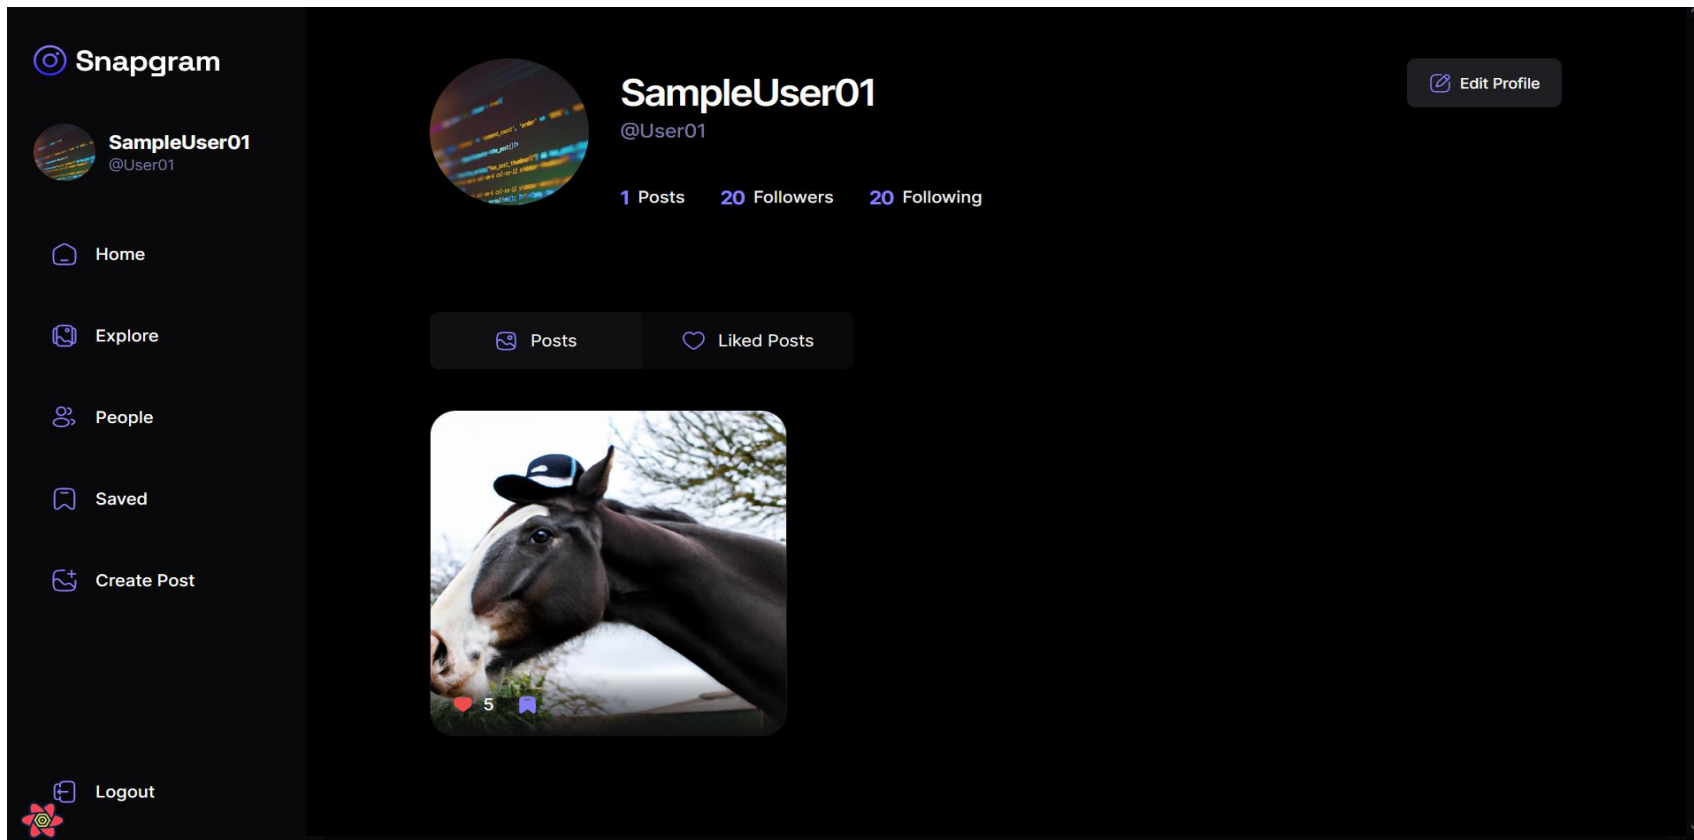 Snapgram
SampleUser01
@User01
Home
Explore
People
Saved
Create Post
Logout
SampleUser01
@User01
1 Posts 20 Followers 20 Following
Edit Profile
Posts
Liked Posts
5